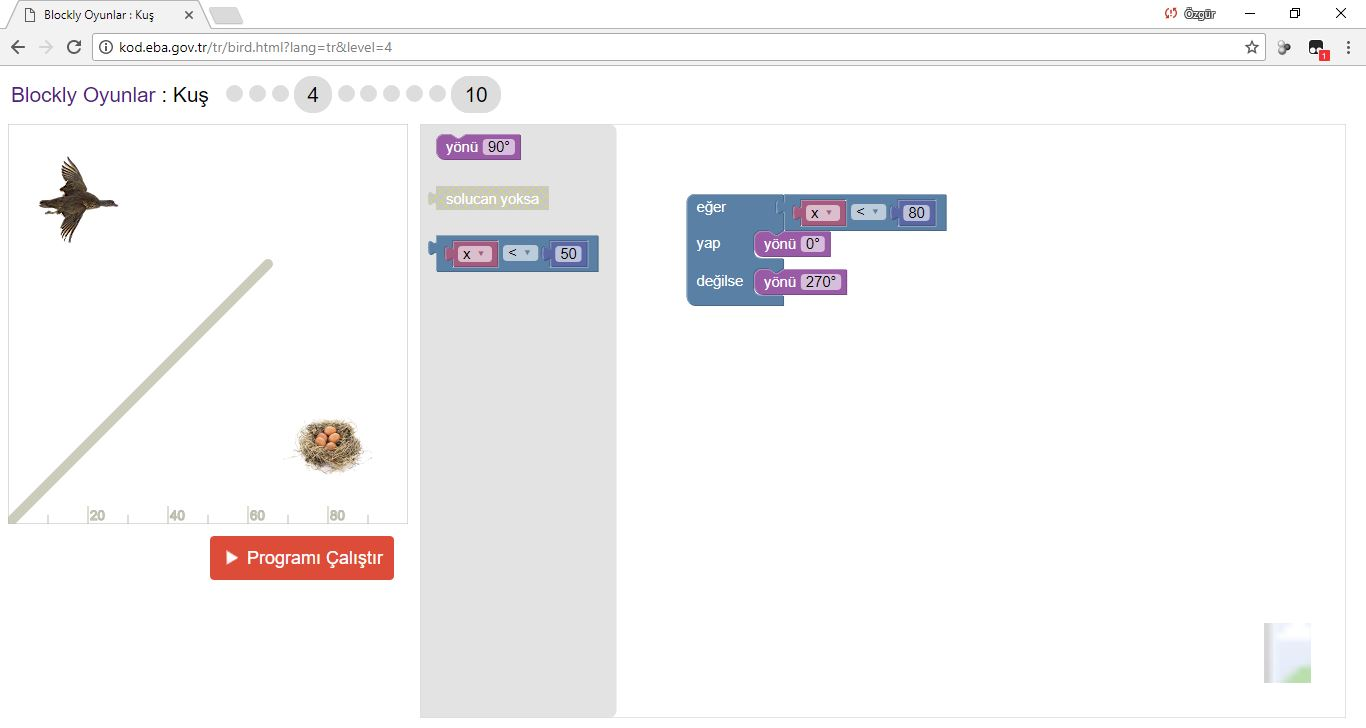 Blockly Oyunlar : Kuş
Özgür
kod.eba.gov.tr/tr/bird.html?lang=tr&level=4
1
Blockly Oyunlar : Kuş 4 10
yönü 90°
solucan yoksa
x < 50
eğer x < 80
yap yönü 0°
değilse yönü 270°
20 40 60 80
Programı Çalıştır